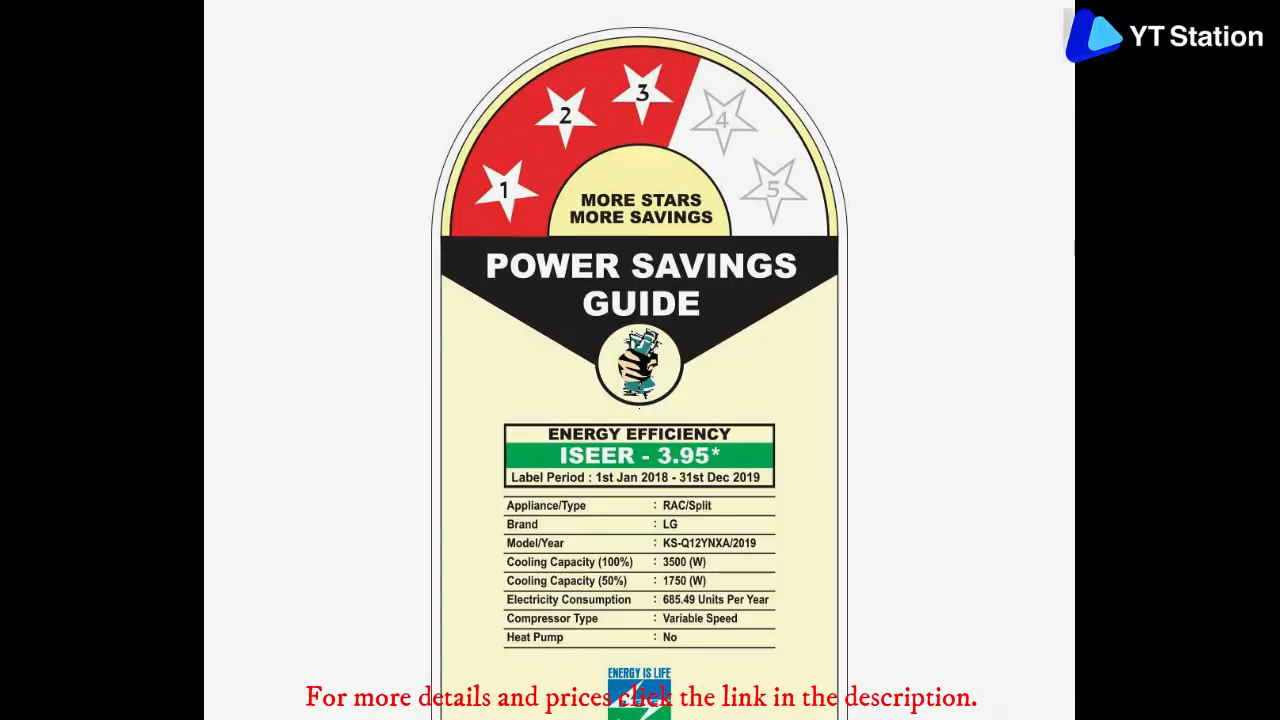 YT Station
1
2
3
4
5
MORE STARS
MORE SAVINGS
POWER SAVINGS
GUIDE
ENERGY EFFICIENCY
ISEER - 3.95*
Label Period : 1st Jan 2018 - 31st Dec 2019
Appliance/Type : RAC/Split
Brand : LG
Model/Year : KS-Q12YNXA/2019
Cooling Capacity (100%) : 3500 (W)
Cooling Capacity (50%) : 1750 (W)
Electricity Consumption : 685.49 Units Per Year
Compressor Type : Variable Speed
Heat Pump : No
ENERGY IS LIFE
For more details and prices click the link in the description.